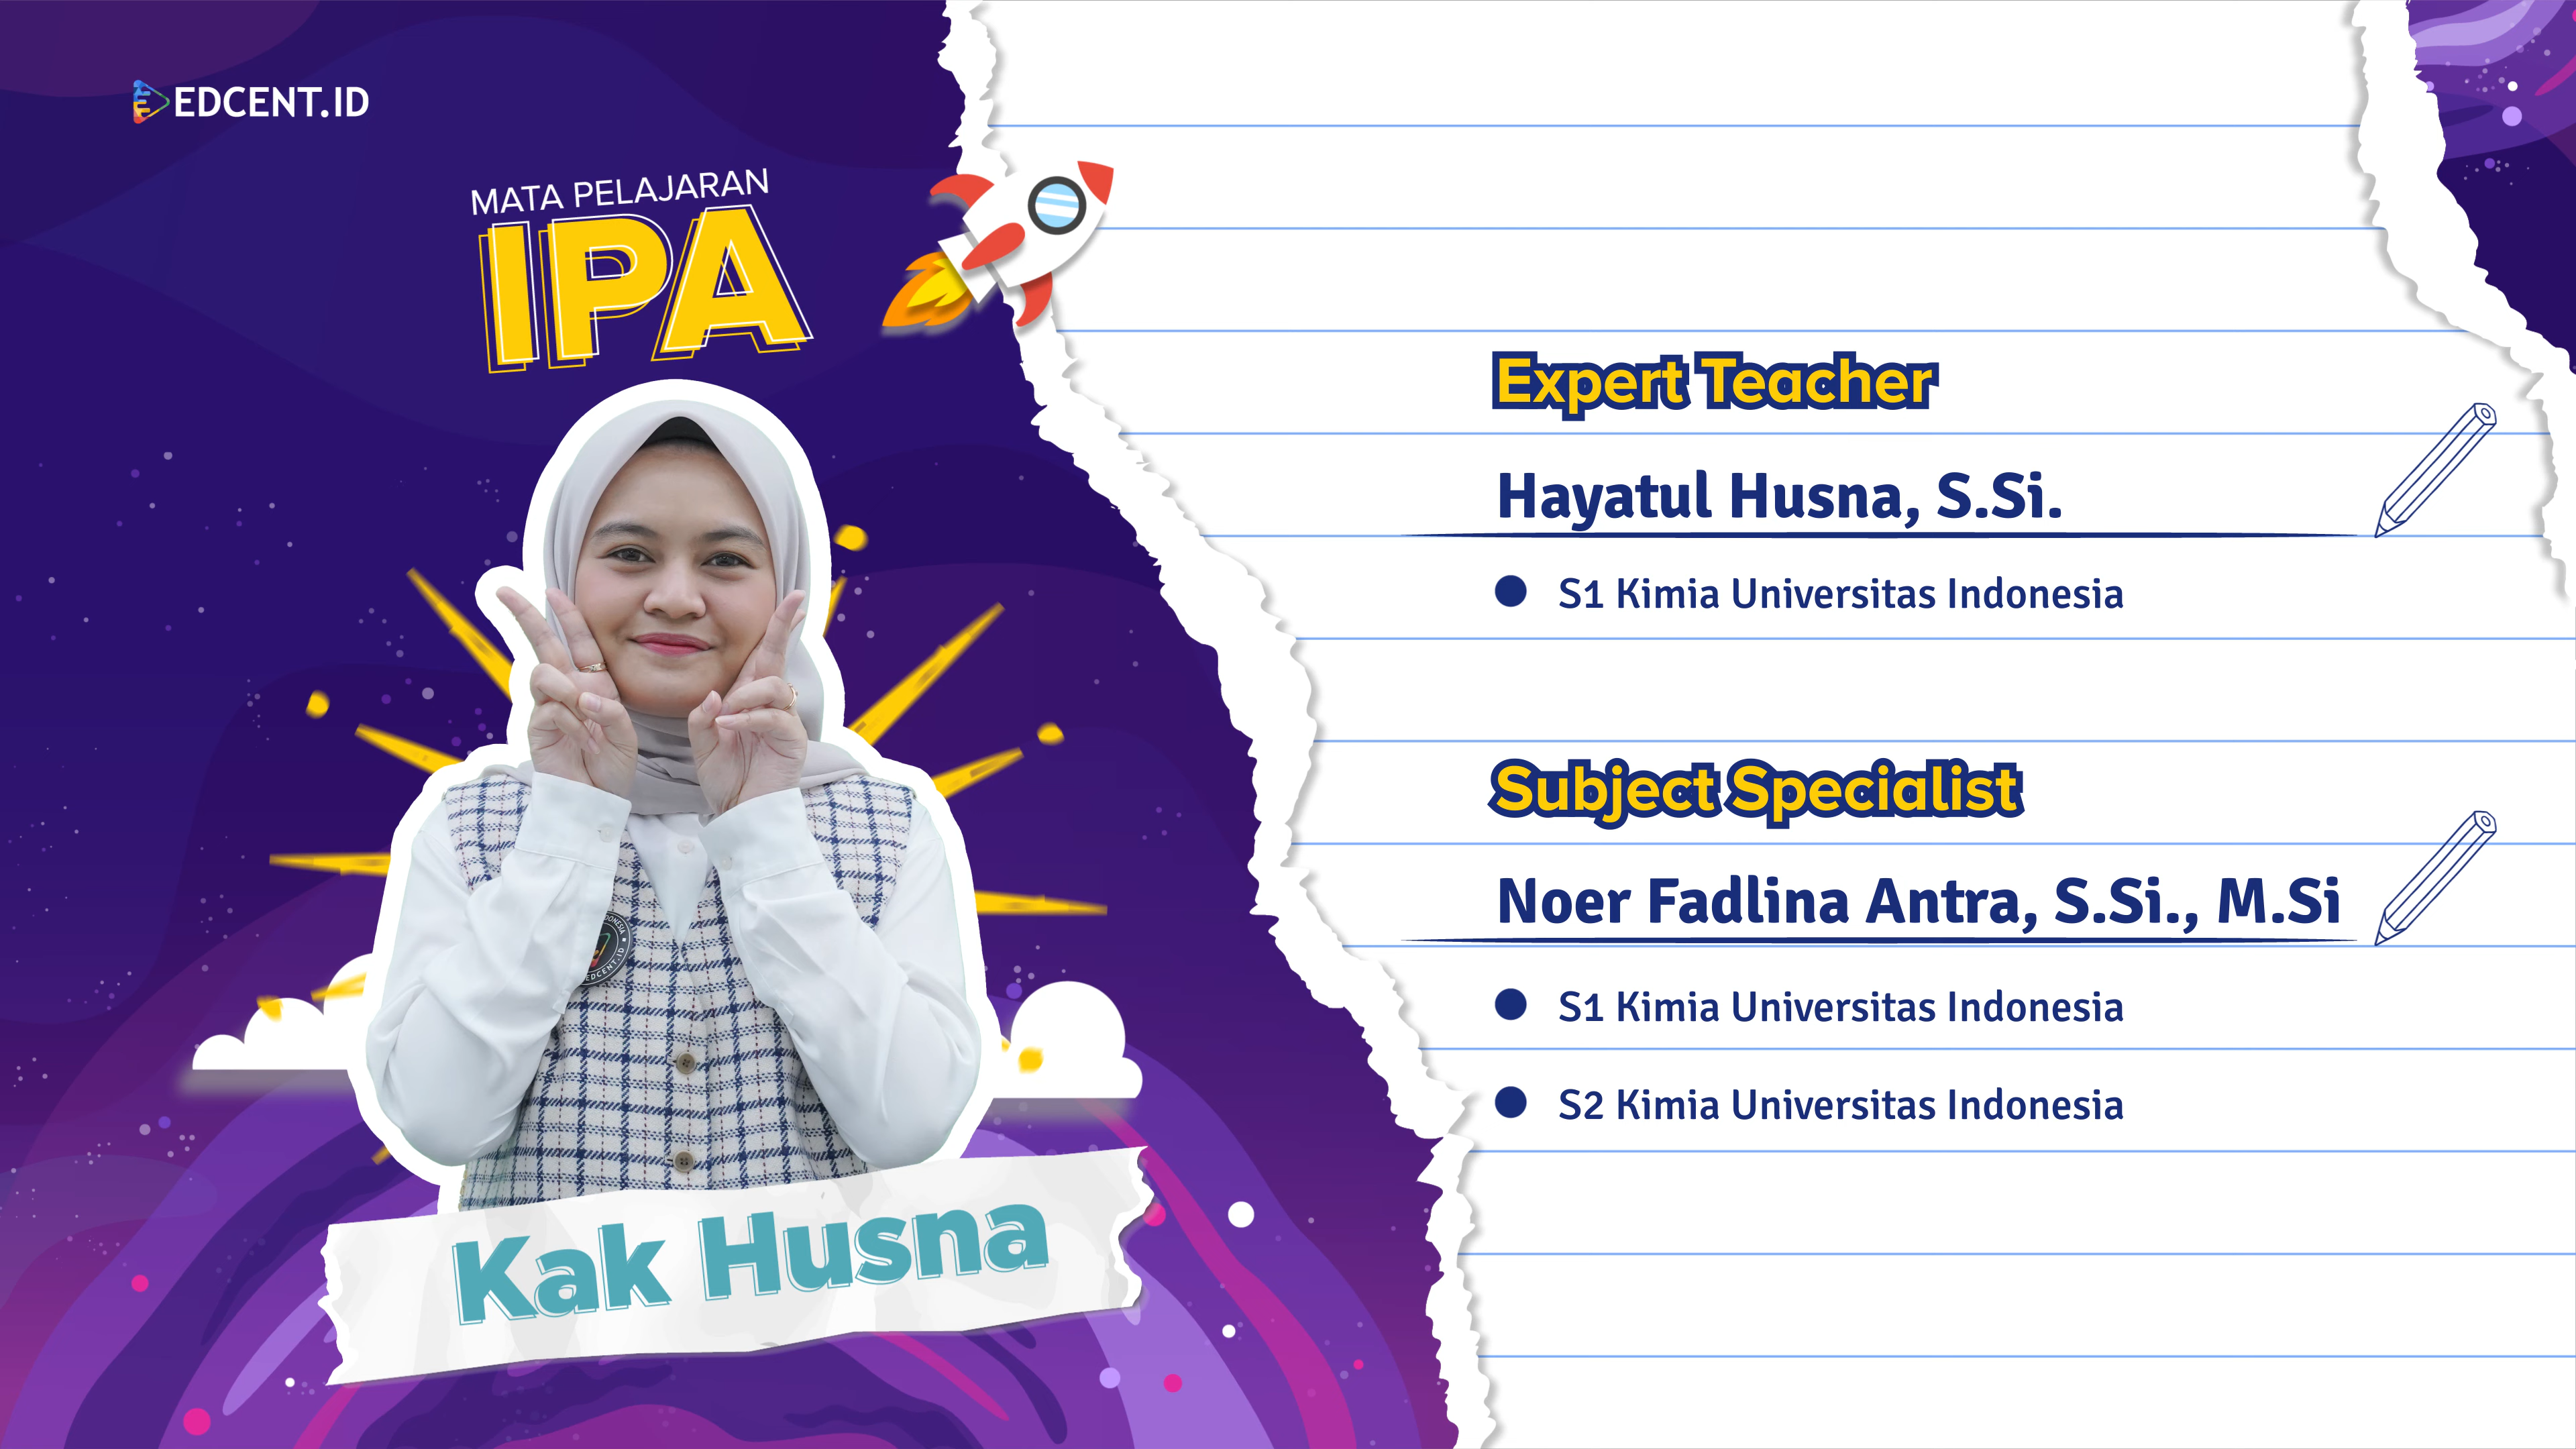 EDCENT.ID
MATA PELAJARAN
IPA
Kak Husna
Expert Teacher
Hayatul Husna, S.Si.
S1 Kimia Universitas Indonesia
Subject Specialist
Noer Fadlina Antra, S.Si., M.Si
S1 Kimia Universitas Indonesia
S2 Kimia Universitas Indonesia